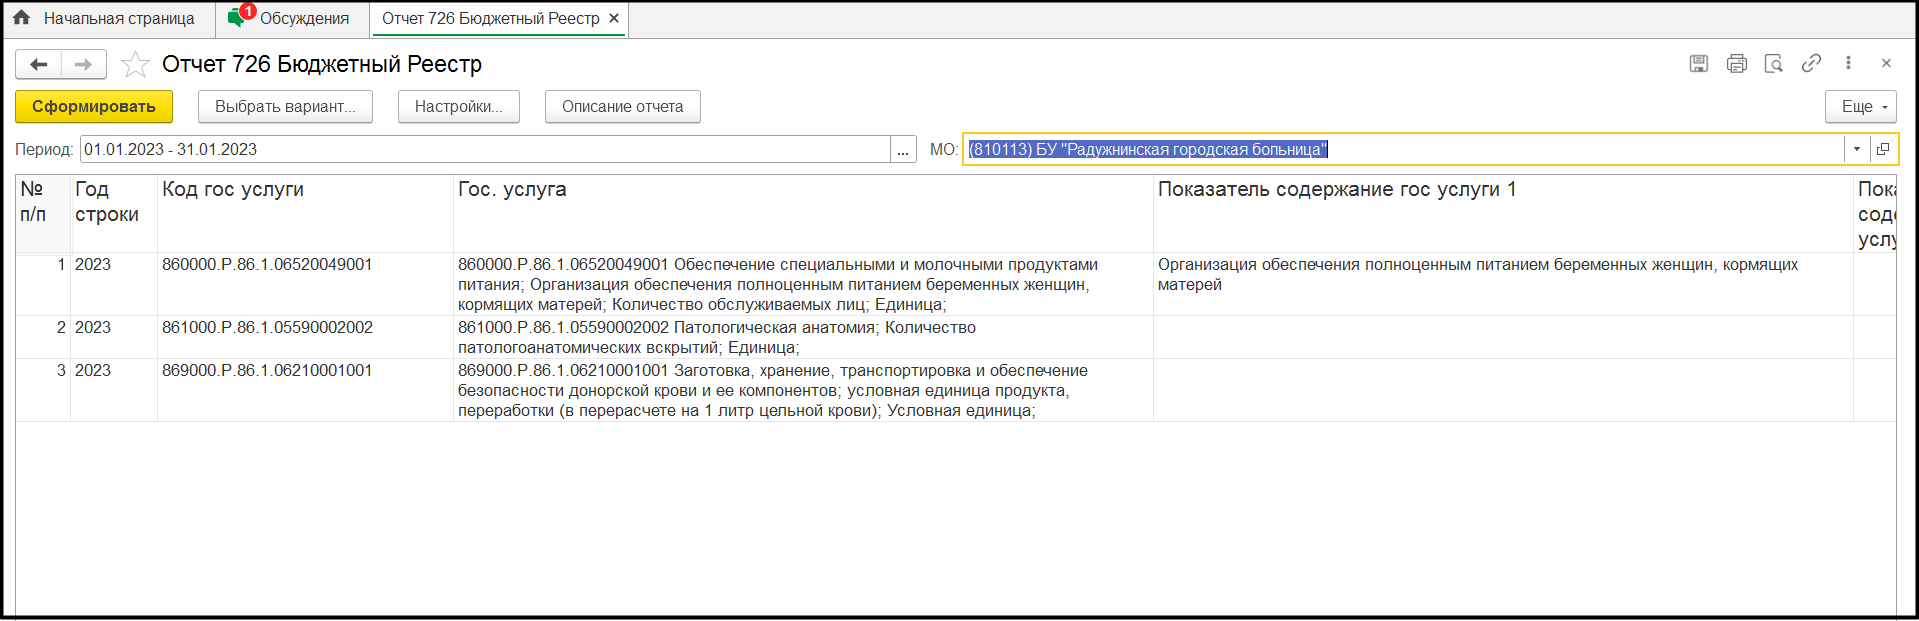 Начальная страница
1
Обсуждения
Отчет 726 Бюджетный Реестр
Отчет 726 Бюджетный Реестр
Сформировать
Выбрать вариант...
Настройки...
Описание отчета
Еще
Период: 01.01.2023 - 31.01.2023 ...
МО: (810113) БУ "Радужнинская городская больница"
№ п/п
Год строки
Код гос услуги
Гос. услуга
Показатель содержание гос услуги 1
1 2023 860000.Р.86.1.06520049001
860000.Р.86.1.06520049001 Обеспечение специальными и молочными продуктами
питания; Организация обеспечения полноценным питанием беременных женщин,
кормящих матерей; Количество обслуживаемых лиц; Единица;
Организация обеспечения полноценным питанием беременных женщин, кормящих
матерей
2 2023 861000.Р.86.1.05590002002
861000.Р.86.1.05590002002 Патологическая анатомия; Количество
патологоанатомических вскрытий; Единица;
3 2023 869000.Р.86.1.06210001001
869000.Р.86.1.06210001001 Заготовка, хранение, транспортировка и обеспечение
безопасности донорской крови и ее компонентов; условная единица продукта,
переработки (в перерасчете на 1 литр цельной крови); Условная единица;